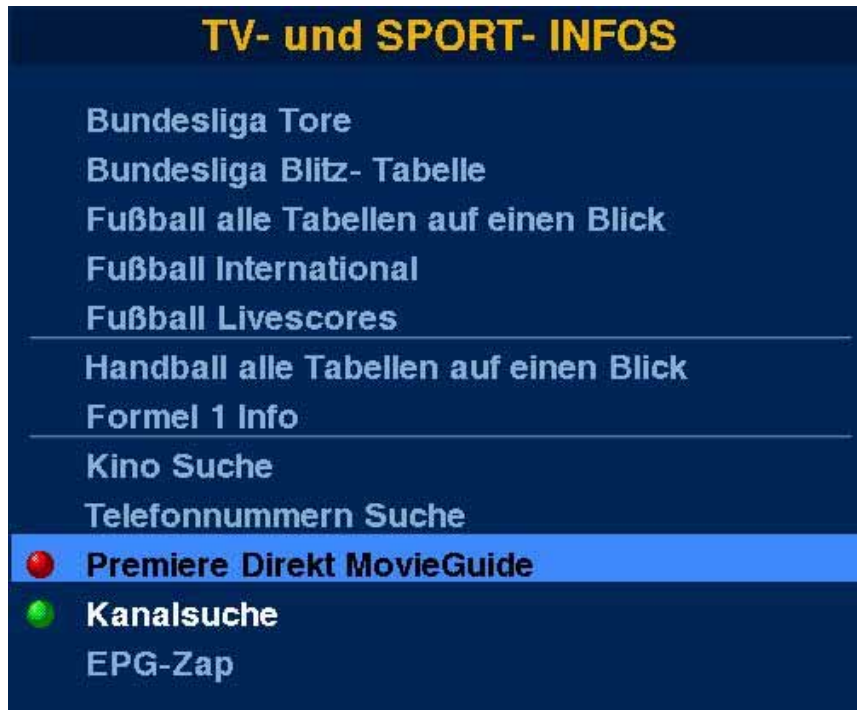 TV- und SPORT- INFOS
Bundesliga Tore
Bundesliga Blitz- Tabelle
Fußball alle Tabellen auf einen Blick
Fußball International
Fußball Livescores
Handball alle Tabellen auf einen Blick
Formel 1 Info
Kino Suche
Telefonnummern Suche
Premiere Direkt MovieGuide
Kanalsuche
EPG-Zap